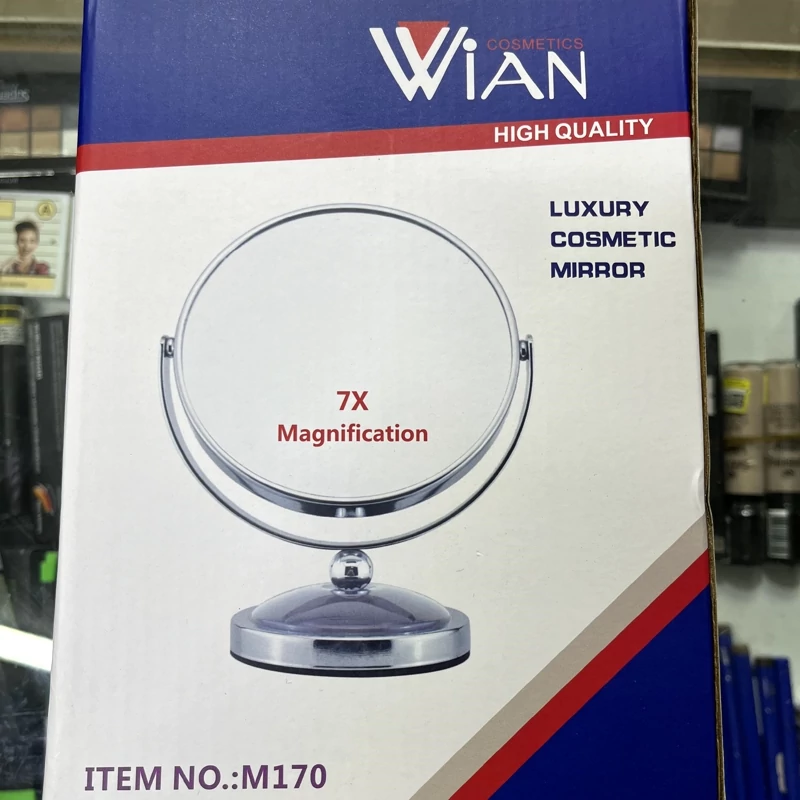 COSMETICS
WiAN
HIGH QUALITY
LUXURY
COSMETIC
MIRROR
7X
Magnification
ITEM NO.:M170